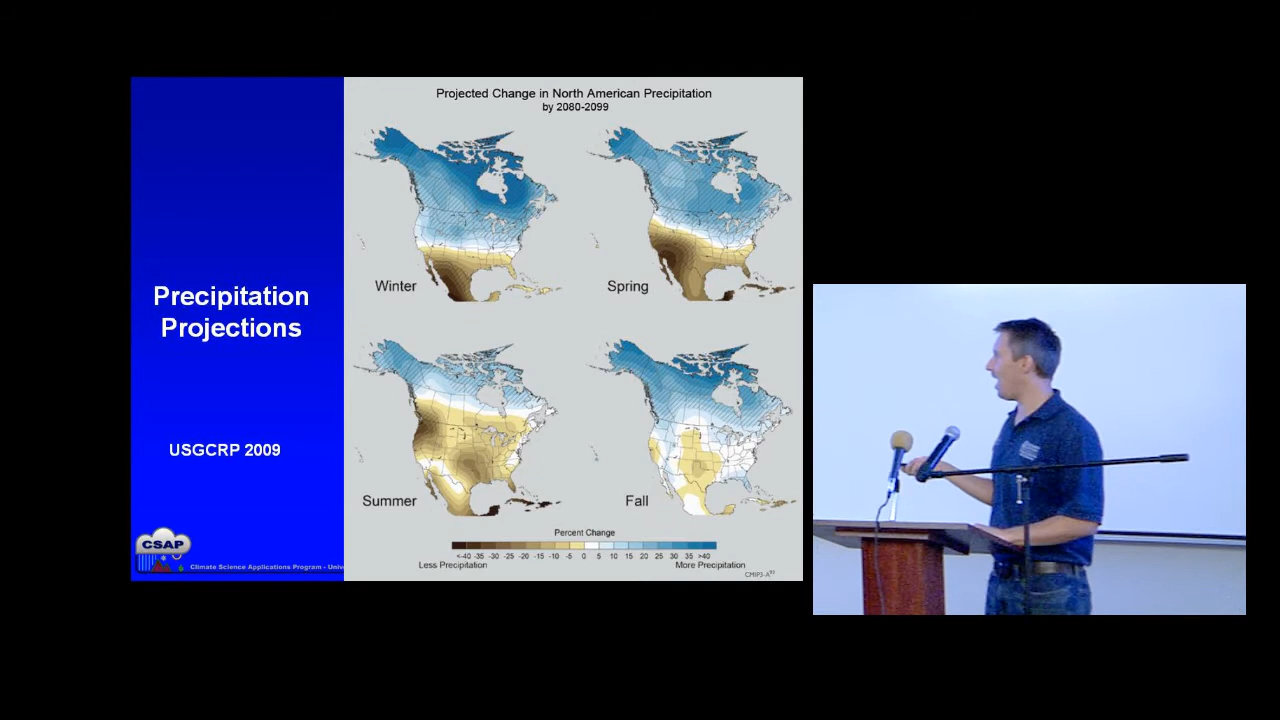 Precipitation
Projections
USGCRP 2009
CSAP
Climate Science Applications Program - Univ
Projected Change in North American Precipitation
by 2080-2099
Winter
Spring
Summer
Fall
Percent Change
<-40 -35 -30 -25 -20 -15 -10 -5 0 5 10 15 20 25 30 35 >40
Less Precipitation
More Precipitation
CMIP3-A